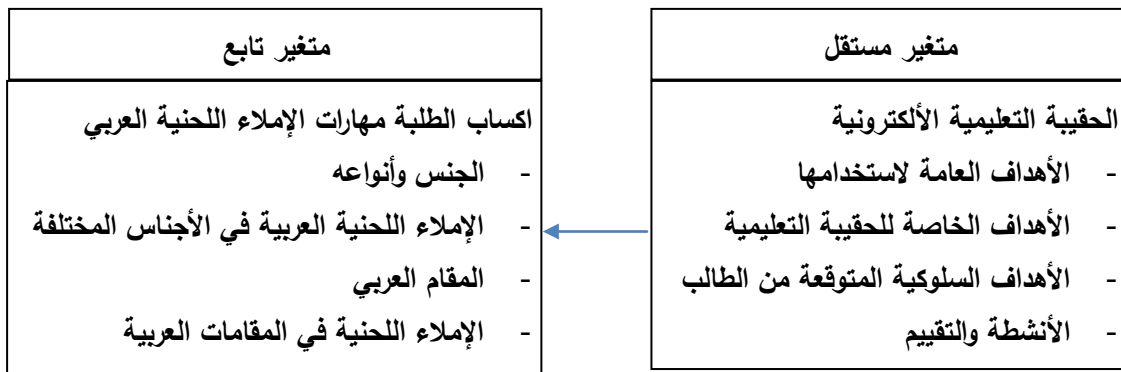 متغير مستقل
الحقيبة التعليمية الألكترونية
- الأهداف العامة لاستخدامها
- الأهداف الخاصة للحقيبة التعليمية
- الأهداف السلوكية المتوقعة من الطالب
- الأنشطة والتقييم
متغير تابع
اكساب الطلبة مهارات الإملاء اللحنية العربي
- الجنس وأنواعه
- الإملاء اللحنية العربية في الأجناس المختلفة
- المقام العربي
- الإملاء اللحنية في المقامات العربية